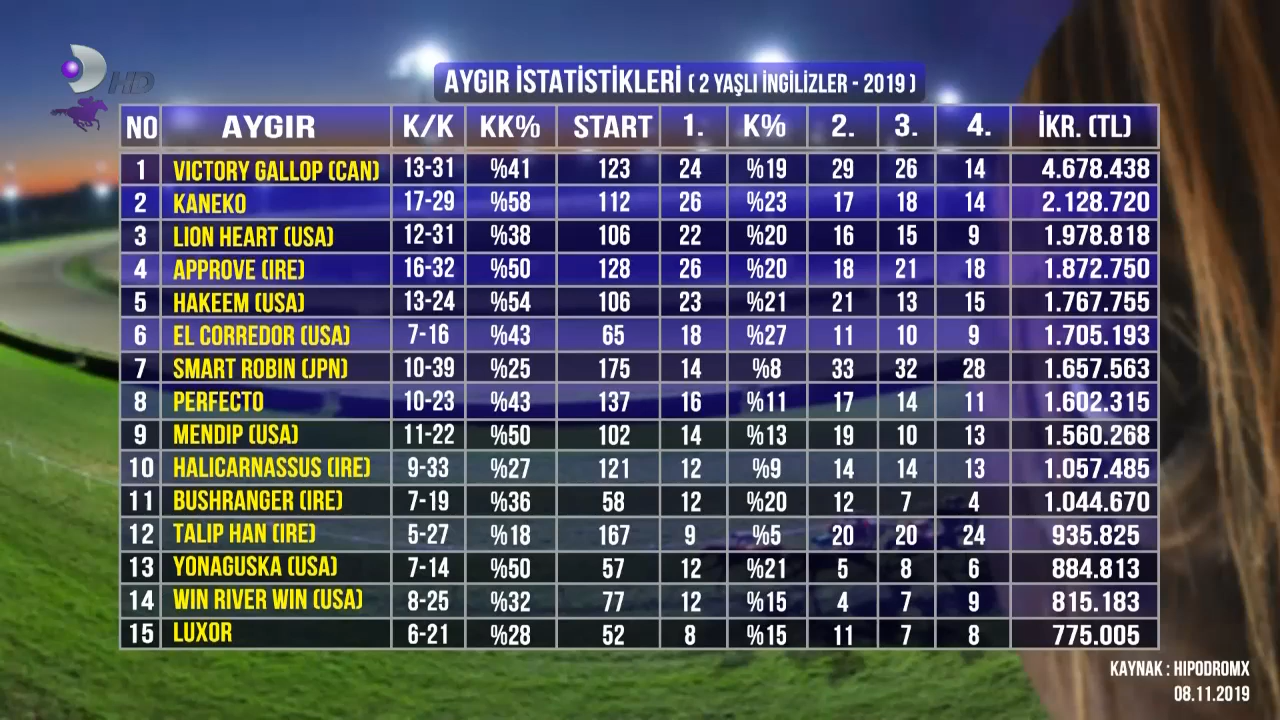 HD
AYGIR İSTATİSTİKLERİ ( 2 YAŞLI İNGİLİZLER - 2019 )
NO AYGIR K/K KK% START 1. K% 2. 3. 4. İKR. (TL)
1 VICTORY GALLOP (CAN) 13-31 %41 123 24 %19 29 26 14 4.678.438
2 KANEKO 17-29 %58 112 26 %23 17 18 14 2.128.720
3 LION HEART (USA) 12-31 %38 106 22 %20 16 15 9 1.978.818
4 APPROVE (IRE) 16-32 %50 128 26 %20 18 21 18 1.872.750
5 HAKEEM (USA) 13-24 %54 106 23 %21 21 13 15 1.767.755
6 EL CORREDOR (USA) 7-16 %43 65 18 %27 11 10 9 1.705.193
7 SMART ROBIN (JPN) 10-39 %25 175 14 %8 33 32 28 1.657.563
8 PERFECTO 10-23 %43 137 16 %11 17 14 11 1.602.315
9 MENDIP (USA) 11-22 %50 102 14 %13 19 10 13 1.560.268
10 HALICARNASSUS (IRE) 9-33 %27 121 12 %9 14 14 13 1.057.485
11 BUSHRANGER (IRE) 7-19 %36 58 12 %20 12 7 4 1.044.670
12 TALIP HAN (IRE) 5-27 %18 167 9 %5 20 20 24 935.825
13 YONAGUSKA (USA) 7-14 %50 57 12 %21 5 8 6 884.813
14 WIN RIVER WIN (USA) 8-25 %32 77 12 %15 4 7 9 815.183
15 LUXOR 6-21 %28 52 8 %15 11 7 8 775.005
KAYNAK : HIPODROMX
08.11.2019